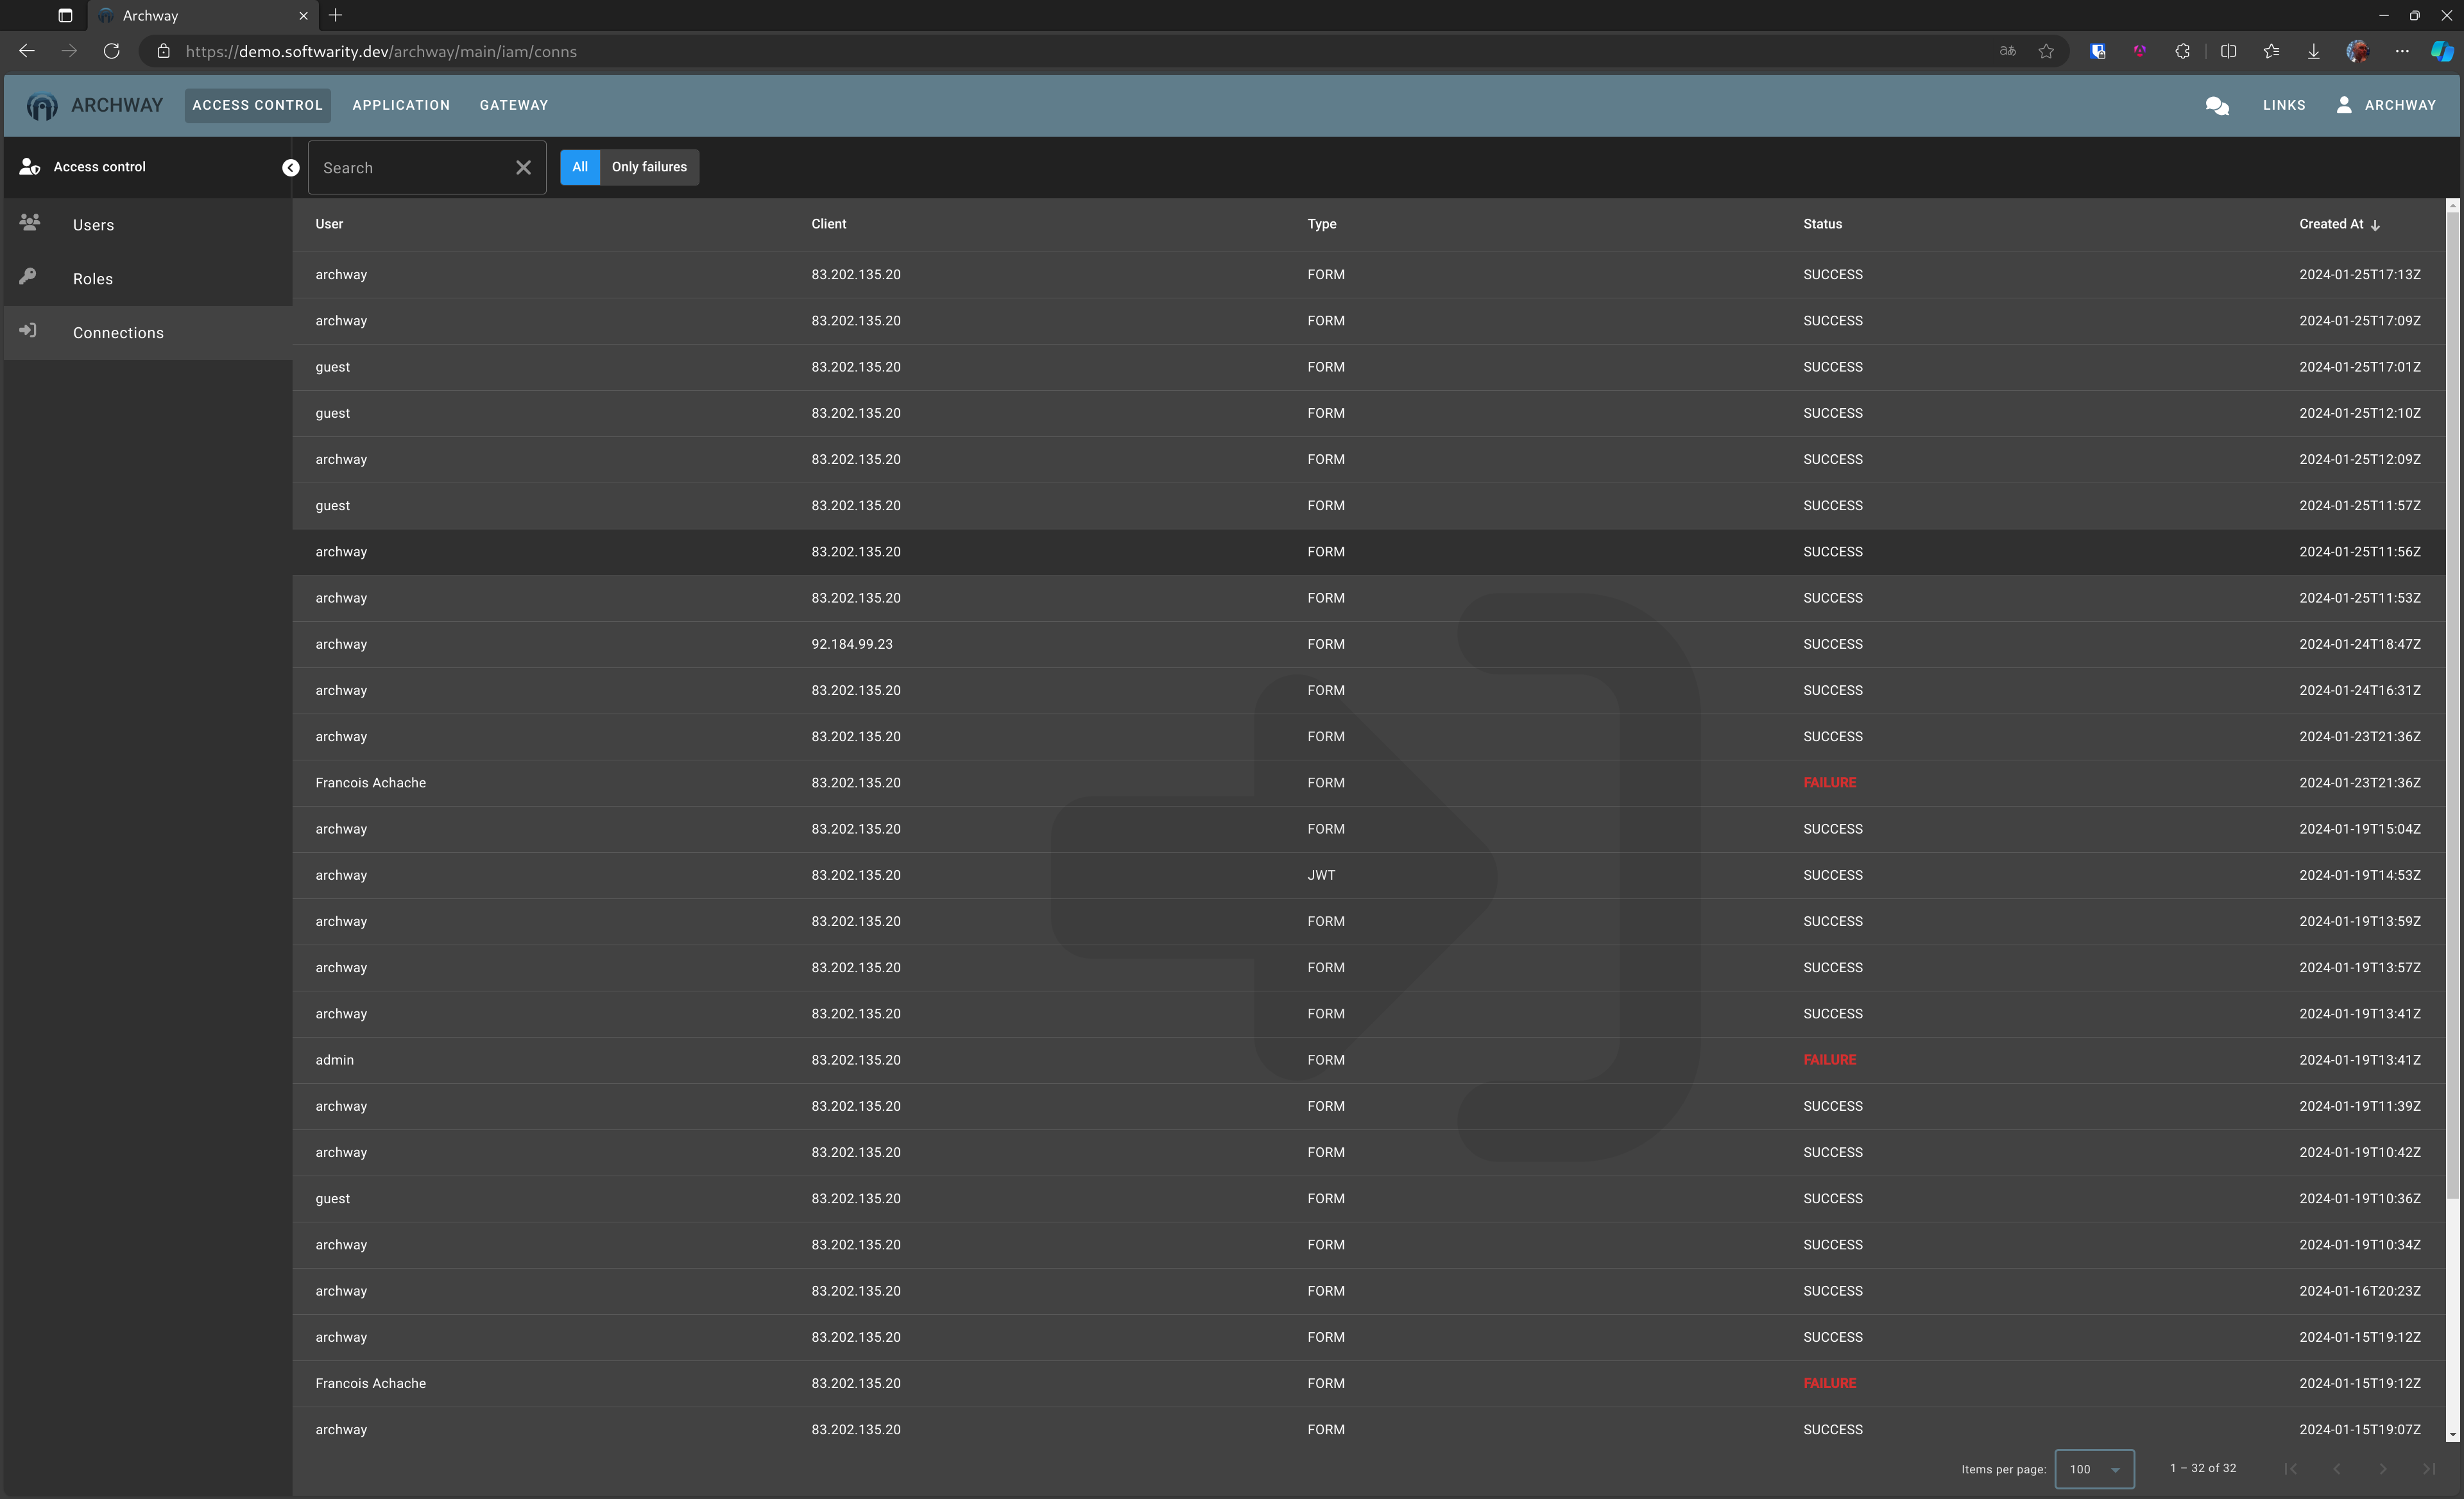 Archway
https://demo.softwarity.dev/archway/main/iam/conns
ARCHWAY ACCESS CONTROL APPLICATION GATEWAY LINKS ARCHWAY
Access control Search All Only failures
Users
Roles
Connections
User Client Type Status Created At
archway 83.202.135.20 FORM SUCCESS 2024-01-25T17:13Z
archway 83.202.135.20 FORM SUCCESS 2024-01-25T17:09Z
guest 83.202.135.20 FORM SUCCESS 2024-01-25T17:01Z
guest 83.202.135.20 FORM SUCCESS 2024-01-25T12:10Z
archway 83.202.135.20 FORM SUCCESS 2024-01-25T12:09Z
guest 83.202.135.20 FORM SUCCESS 2024-01-25T11:57Z
archway 83.202.135.20 FORM SUCCESS 2024-01-25T11:56Z
archway 83.202.135.20 FORM SUCCESS 2024-01-25T11:53Z
archway 92.184.99.23 FORM SUCCESS 2024-01-24T18:47Z
archway 83.202.135.20 FORM SUCCESS 2024-01-24T16:31Z
archway 83.202.135.20 FORM SUCCESS 2024-01-23T21:36Z
Francois Achache 83.202.135.20 FORM FAILURE 2024-01-23T21:36Z
archway 83.202.135.20 FORM SUCCESS 2024-01-19T15:04Z
archway 83.202.135.20 JWT SUCCESS 2024-01-19T14:53Z
archway 83.202.135.20 FORM SUCCESS 2024-01-19T13:59Z
archway 83.202.135.20 FORM SUCCESS 2024-01-19T13:57Z
archway 83.202.135.20 FORM SUCCESS 2024-01-19T13:41Z
admin 83.202.135.20 FORM FAILURE 2024-01-19T13:41Z
archway 83.202.135.20 FORM SUCCESS 2024-01-19T11:39Z
archway 83.202.135.20 FORM SUCCESS 2024-01-19T10:42Z
guest 83.202.135.20 FORM SUCCESS 2024-01-19T10:36Z
archway 83.202.135.20 FORM SUCCESS 2024-01-19T10:34Z
archway 83.202.135.20 FORM SUCCESS 2024-01-16T20:23Z
archway 83.202.135.20 FORM SUCCESS 2024-01-15T19:12Z
Francois Achache 83.202.135.20 FORM FAILURE 2024-01-15T19:12Z
archway 83.202.135.20 FORM SUCCESS 2024-01-15T19:07Z
Items per page: 100 1 – 32 of 32